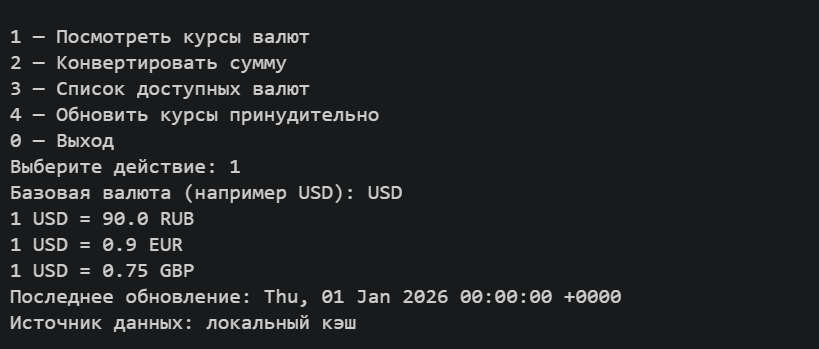 1 — Посмотреть курсы валют
2 — Конвертировать сумму
3 — Список доступных валют
4 — Обновить курсы принудительно
0 — Выход
Выберите действие: 1
Базовая валюта (например USD): USD
1 USD = 90.0 RUB
1 USD = 0.9 EUR
1 USD = 0.75 GBP
Последнее обновление: Thu, 01 Jan 2026 00:00:00 +0000
Источник данных: локальный кэш